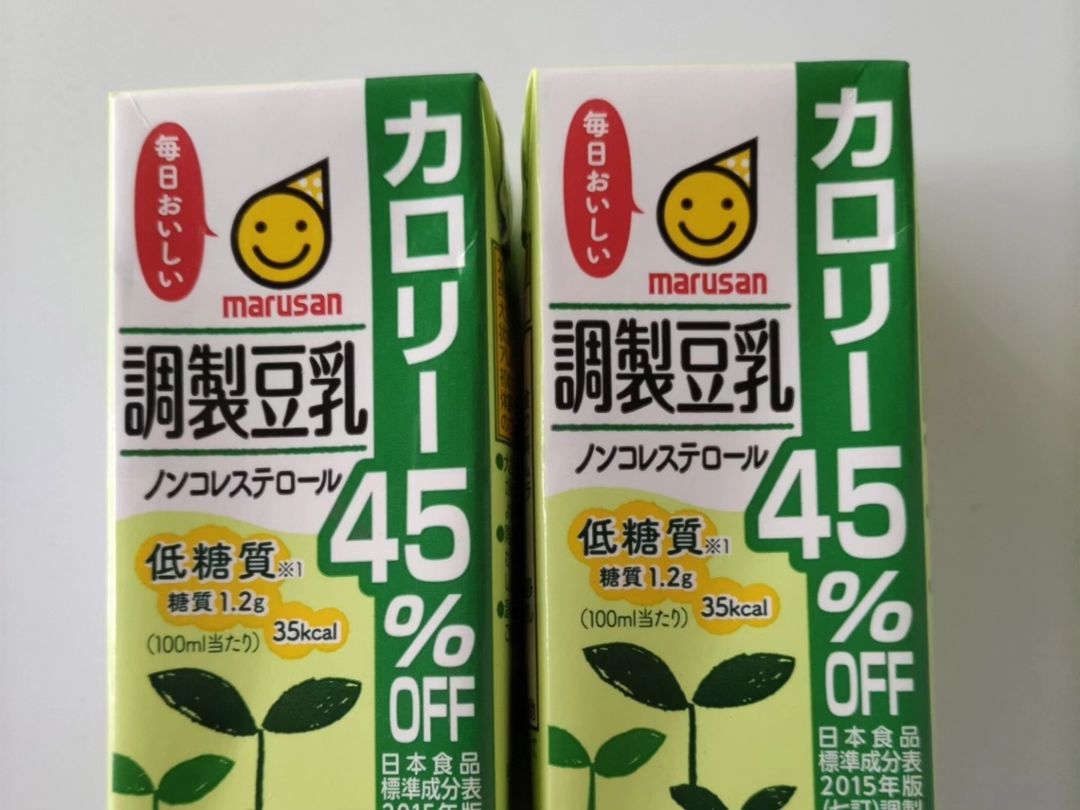 毎日おいしい
marusan
調製豆乳
ノンコレステロール
カロリー
45
%
OFF
低糖質※1
糖質1.2g
(100ml当たり)
35kcal
日本食品
標準成分表
2015年版
毎日おいしい
marusan
調製豆乳
ノンコレステロール
カロリー
45
%
OFF
低糖質※1
糖質1.2g
(100ml当たり)
35kcal
日本食品
標準成分表
2015年版
(七訂)調製